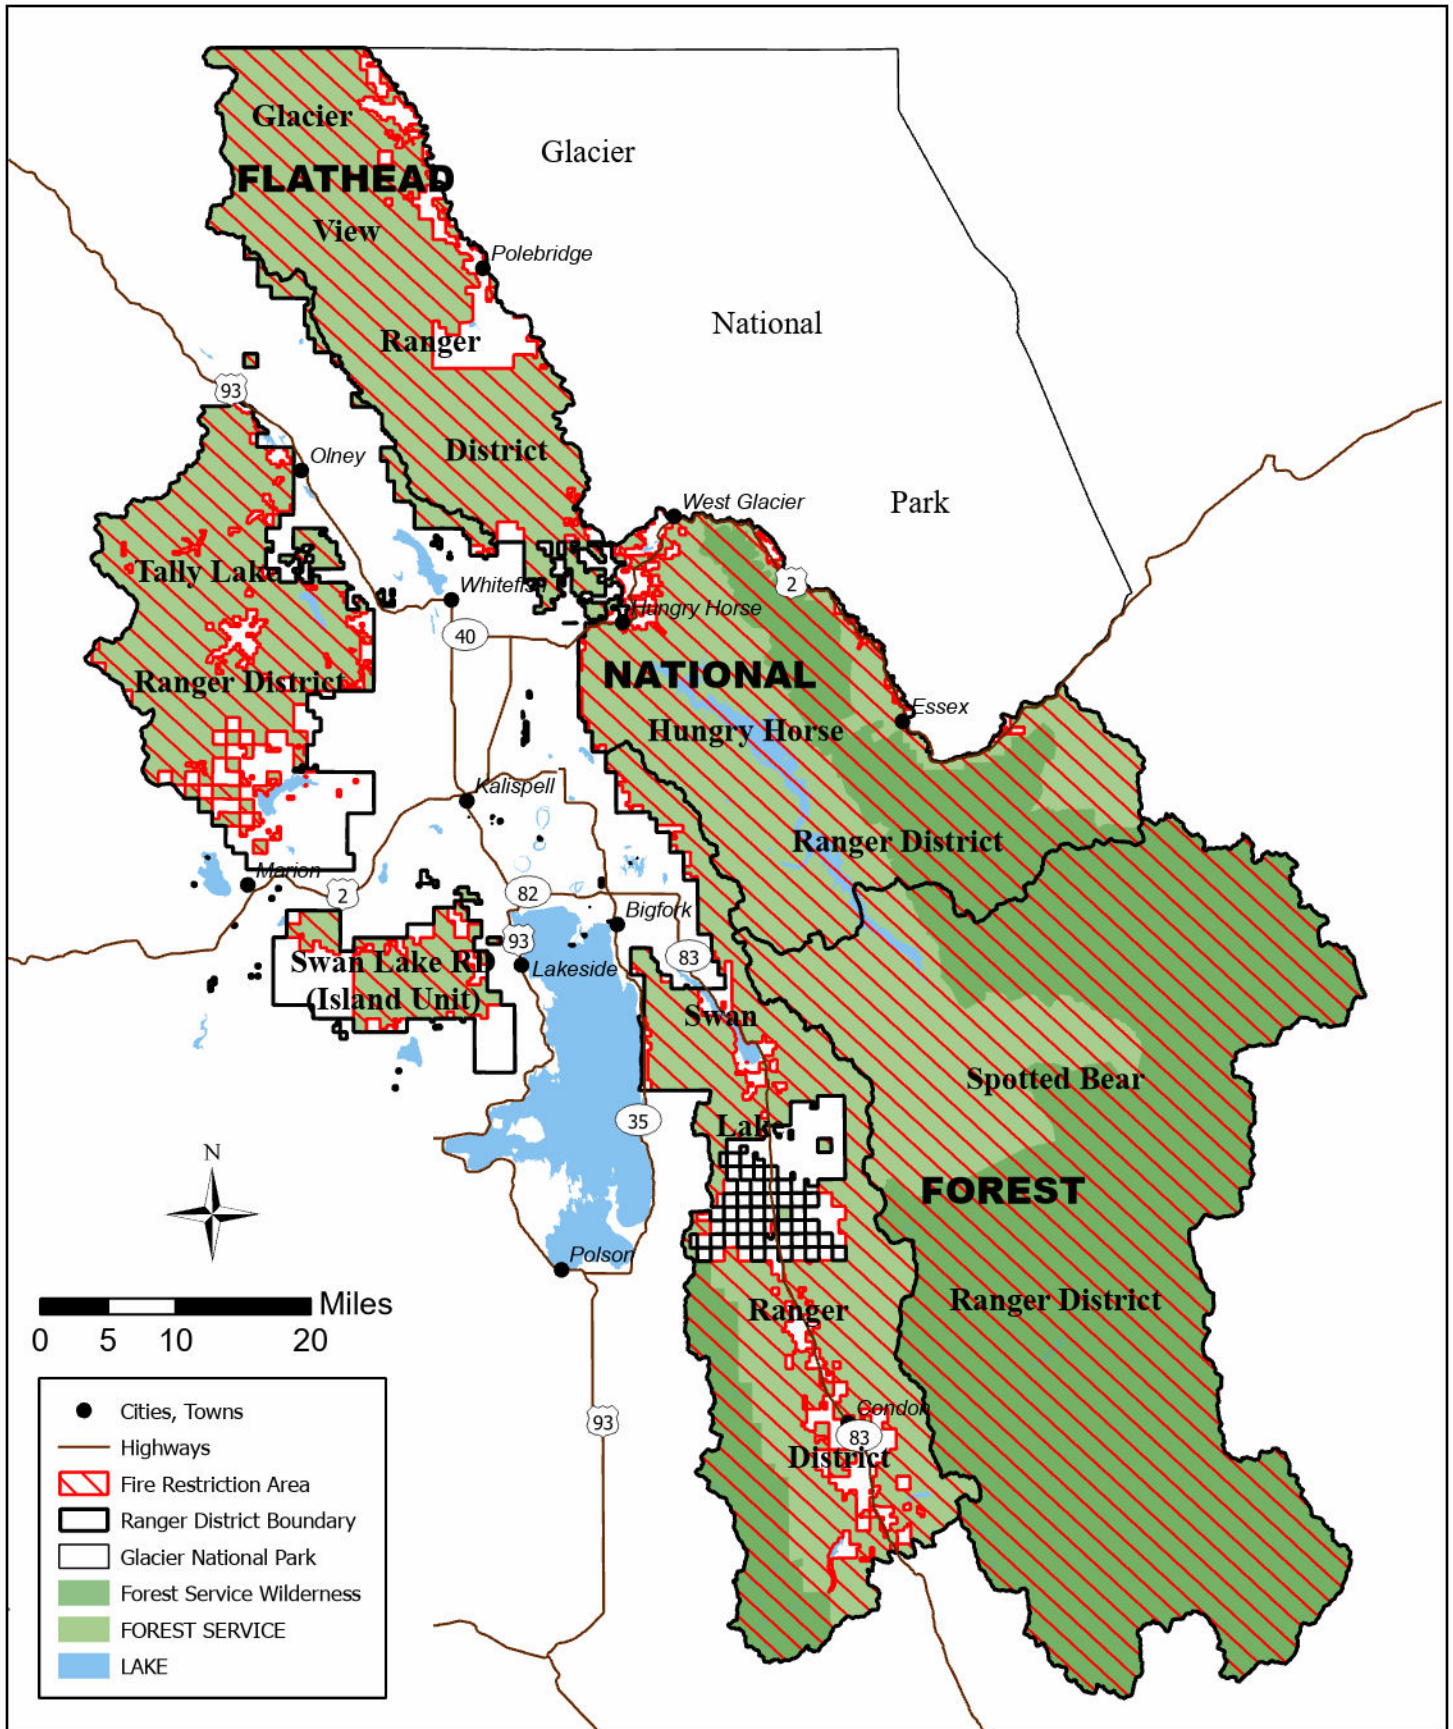 Glacier
Glacier
FLATHEAD
View
Polebridge
National
Ranger
93
District
Olney
West Glacier
Park
Tally Lake
2
Whitefish
Hungry Horse
40
NATIONAL
Ranger District
Essex
Hungry Horse
Kalispell
Ranger District
Marion
2
82
Bigfork
93
83
Swan Lake RD
Lakeside
(Island Unit)
Swan
Spotted Bear
35
Lake
N
FOREST
Polson
Ranger District
Ranger
Miles
0 5 10 20
Condon
93
83
District
Cities, Towns
Highways
Fire Restriction Area
Ranger District Boundary
Glacier National Park
Forest Service Wilderness
FOREST SERVICE
LAKE